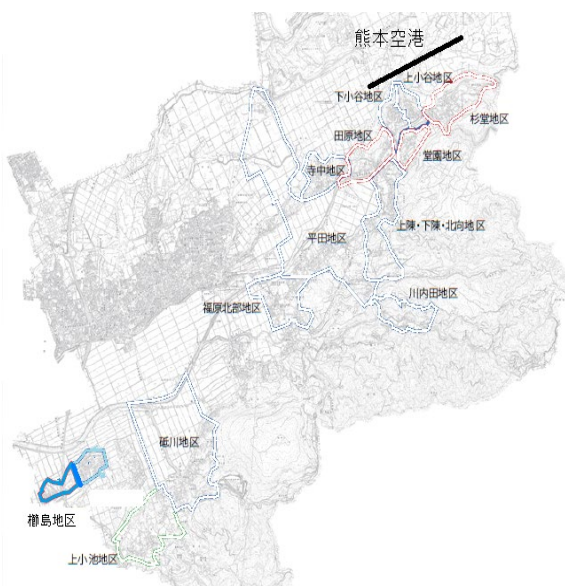 熊本空港
上小谷地区
下小谷地区
杉堂地区
田原地区
堂園地区
寺中地区
上陳・下陳・北向地区
平田地区
川内田地区
福原北部地区
砥川地区
櫛島地区
上小池地区